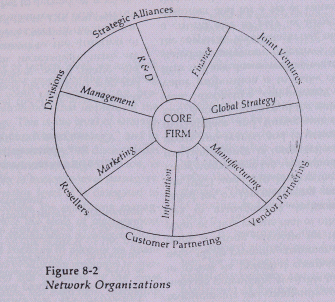 Strategic Alliances
Joint Ventures
Vendor Partnering
Customer Partnering
Resellers
Divisions
R & D
Finance
Global Strategy
Manufacturing
Information
Marketing
Management
CORE
FIRM
Figure 8-2
Network Organizations